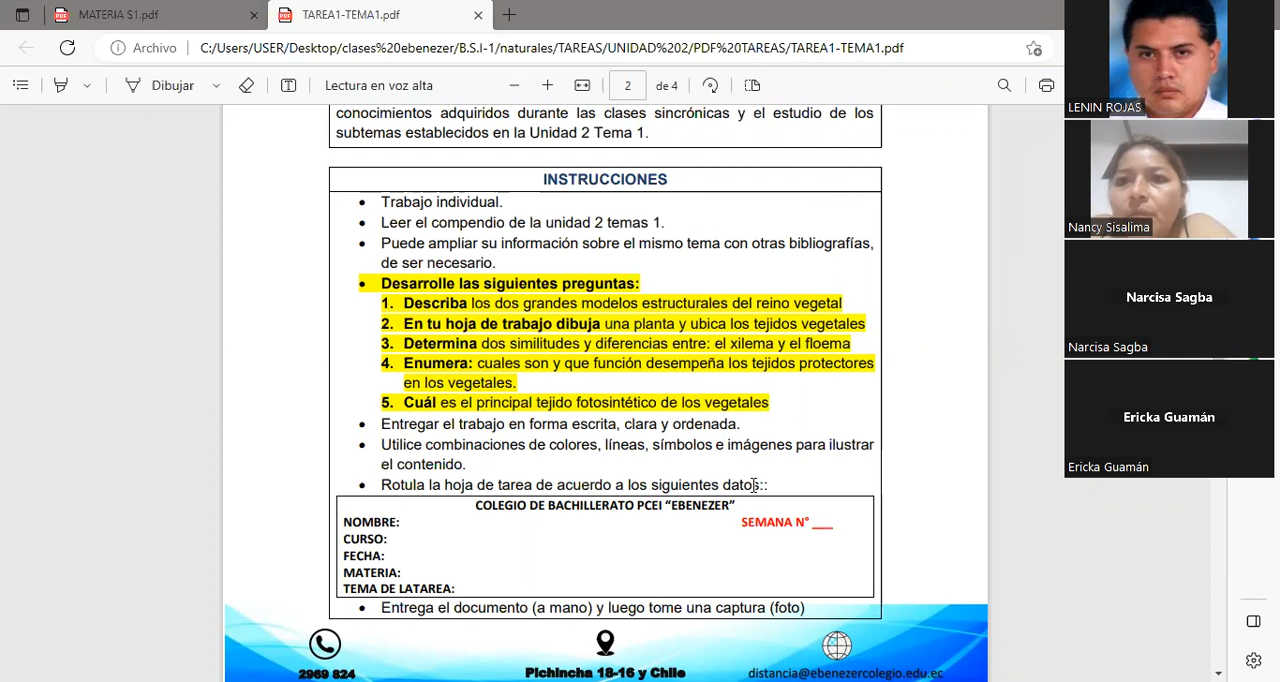 MATERIA S1.pdf
TAREA1-TEMA1.pdf
Archivo
C:/Users/USER/Desktop/clases%20ebenezer/B.S.I-1/naturales/TAREAS/UNIDAD%202/PDF%20TAREAS/TAREA1-TEMA1.pdf
Dibujar
Lectura en voz alta
2
de 4
conocimientos adquiridos durante las clases sincrónicas y el estudio de los
subtemas establecidos en la Unidad 2 Tema 1.
INSTRUCCIONES
• Trabajo individual.
• Leer el compendio de la unidad 2 temas 1.
• Puede ampliar su información sobre el mismo tema con otras bibliografías,
de ser necesario.
• Desarrolle las siguientes preguntas:
1. Describa los dos grandes modelos estructurales del reino vegetal
2. En tu hoja de trabajo dibuja una planta y ubica los tejidos vegetales
3. Determina dos similitudes y diferencias entre: el xilema y el floema
4. Enumera: cuales son y que función desempeña los tejidos protectores
en los vegetales.
5. Cuál es el principal tejido fotosintético de los vegetales
• Entregar el trabajo en forma escrita, clara y ordenada.
• Utilice combinaciones de colores, líneas, símbolos e imágenes para ilustrar
el contenido.
• Rotula la hoja de tarea de acuerdo a los siguientes datos::
COLEGIO DE BACHILLERATO PCEI “EBENEZER”
NOMBRE:
SEMANA N° ___
CURSO:
FECHA:
MATERIA:
TEMA DE LATAREA:
• Entrega el documento (a mano) y luego tome una captura (foto)
2969 824
Pichincha 18-16 y Chile
distancia@ebenezercolegio.edu.ec
LENIN ROJAS
Nancy Sisalima
Narcisa Sagba
Narcisa Sagba
Ericka Guamán
Ericka Guamán